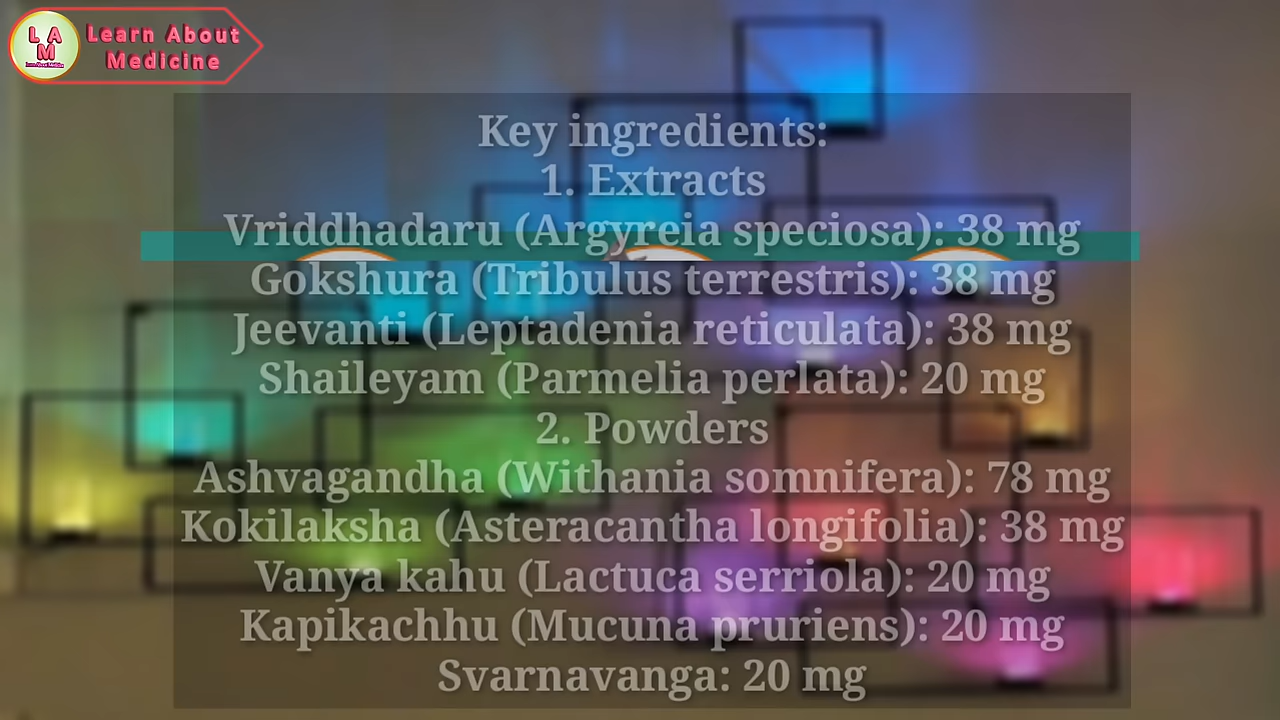 L A
M
Learn About
Medicine
Key ingredients:
1. Extracts
Vriddhadaru (Argyreia speciosa): 38 mg
Gokshura (Tribulus terrestris): 38 mg
Jeevanti (Leptadenia reticulata): 38 mg
Shaileyam (Parmelia perlata): 20 mg
2. Powders
Ashvagandha (Withania somnifera): 78 mg
Kokilaksha (Asteracantha longifolia): 38 mg
Vanya kahu (Lactuca serriola): 20 mg
Kapikachhu (Mucuna pruriens): 20 mg
Svarnavanga: 20 mg